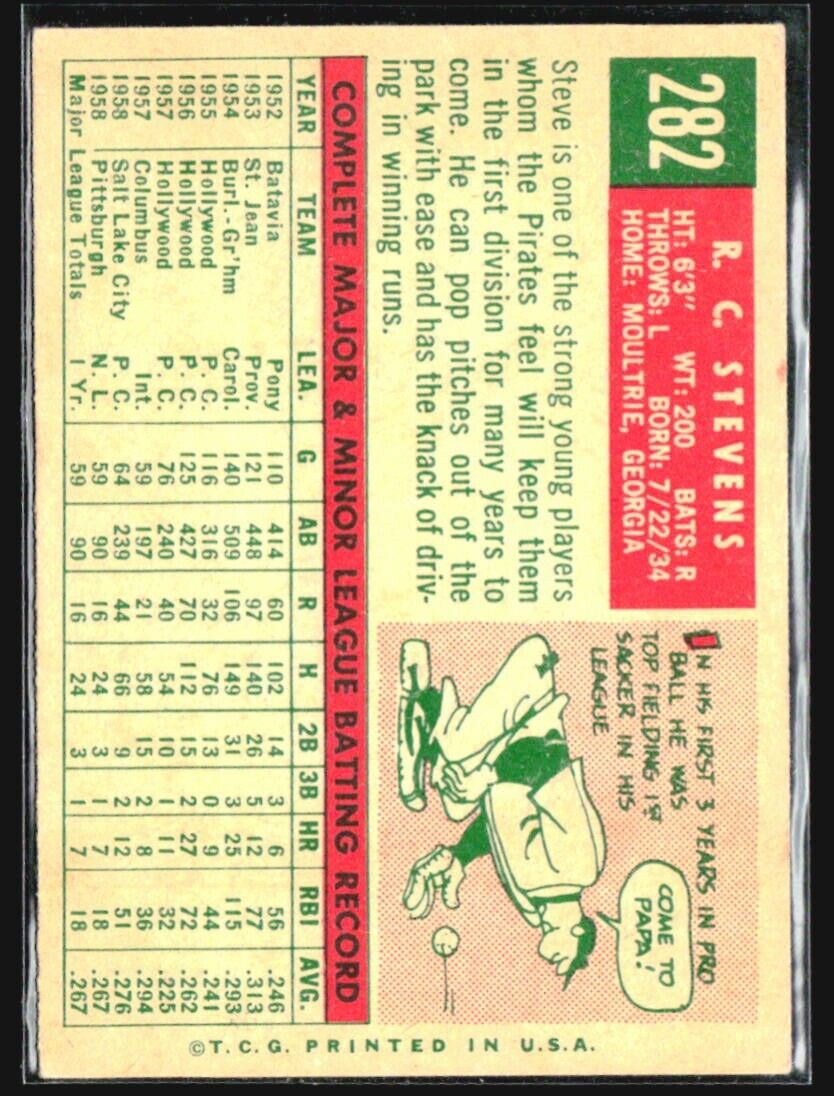 282
R. C. STEVENS
HT: 6'3" WT: 200 BATS: R
THROWS: L BORN: 7/22/34
HOME: MOULTRIE, GEORGIA
Steve is one of the strong young players
whom the Pirates feel will keep them
in the first division for many years to
come. He can pop pitches out of the
park with ease and has the knack of driv-
ing in winning runs.
IN HIS FIRST 3 YEARS IN PRO
BALL HE WAS
TOP FIELDING 1ST
SACKER IN HIS
LEAGUE
COME TO
PAPA!
COMPLETE MAJOR & MINOR LEAGUE BATTING RECORD
YEAR TEAM LEA. G AB R H 2B 3B HR RBI AVG.
1952 Batavia Pony 110 414 60 102 14 3 6 56 .246
1953 St. Jean Prov. 121 448 97 140 26 5 12 77 .313
1954 Burl.-Gr'hm Carol. 140 509 106 149 31 3 25 115 .293
1955 Hollywood P. C. 116 316 32 76 13 0 9 44 .241
1956 Hollywood P. C. 125 427 70 112 15 2 27 72 .262
1957 Hollywood P. C. 76 240 40 54 10 1 11 32 .225
1957 Columbus Int. 59 197 21 58 15 2 8 36 .294
1958 Salt Lake City P. C. 64 239 44 66 9 2 12 51 .276
1958 Pittsburgh N. L. 59 90 16 24 3 1 7 18 .267
Major League Totals 1 Yr. 59 90 16 24 3 1 7 18 .267
©T.C.G. PRINTED IN U.S.A.